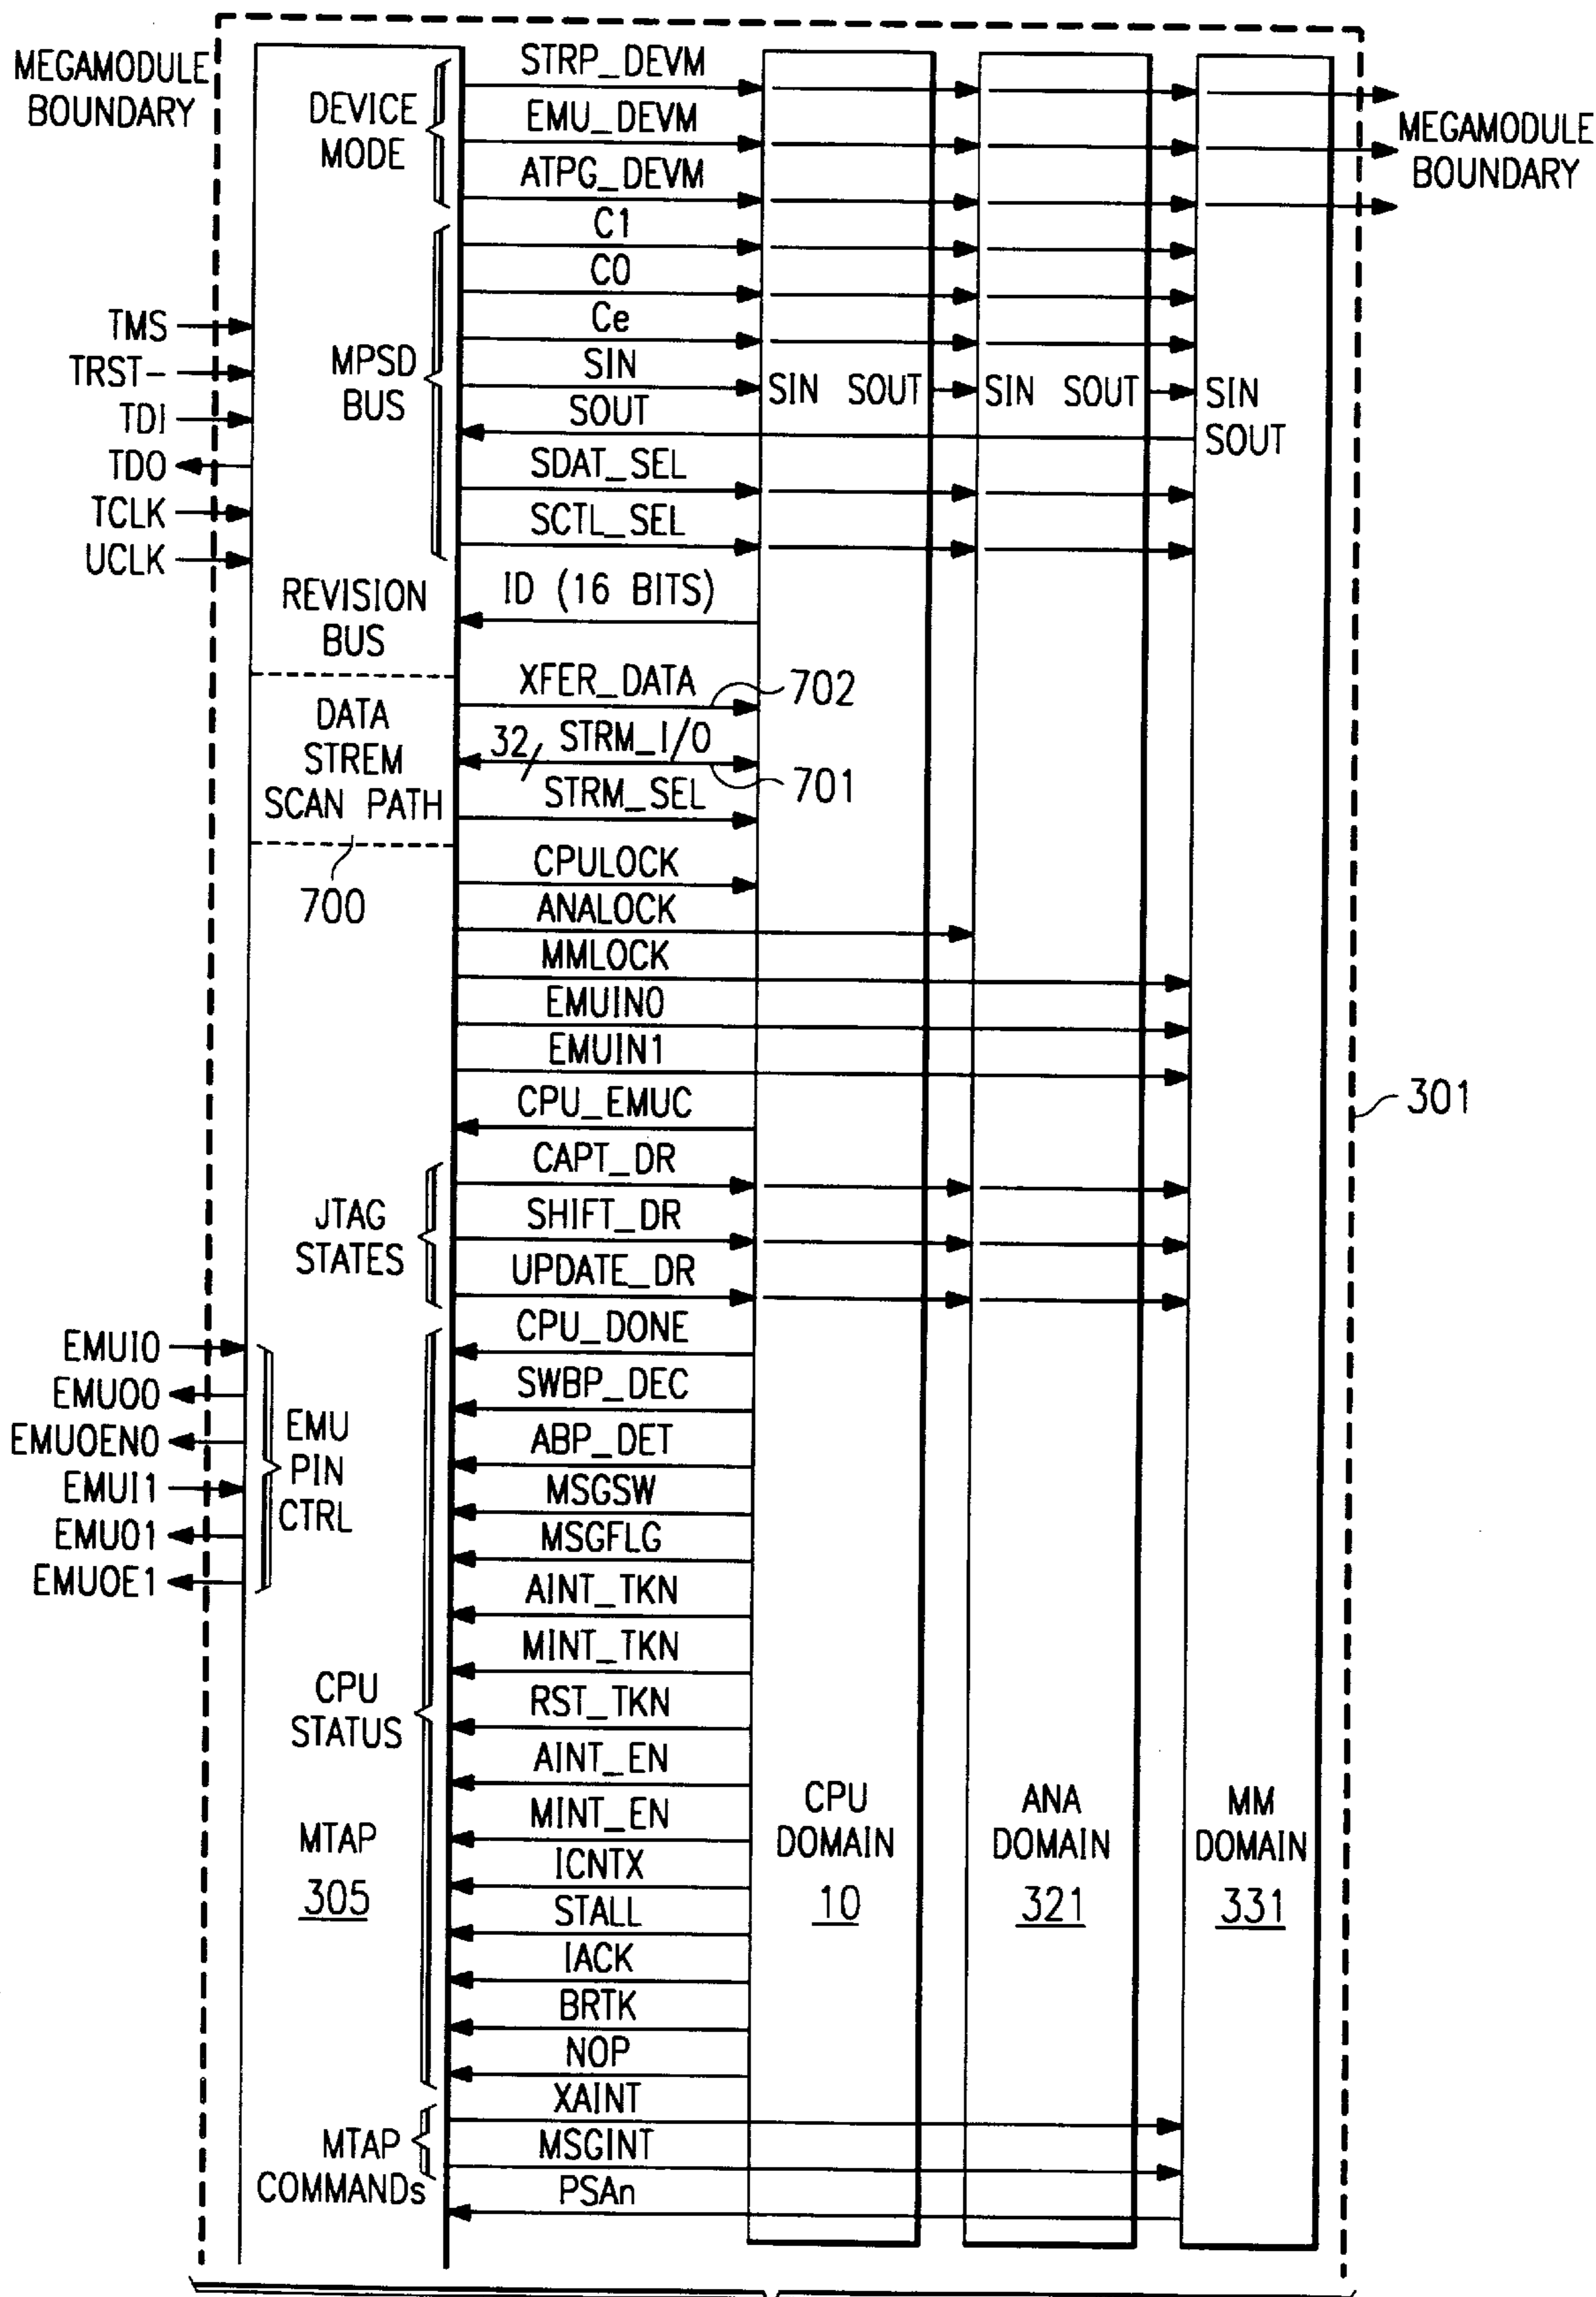 MEGAMODULE
BOUNDARY
DEVICE
MODE
STRP_DEVM
EMU_DEVM
ATPG_DEVM
MEGAMODULE
BOUNDARY
MPSD
BUS
C1
C0
Ce
SIN
SOUT
SDAT_SEL
SCTL_SEL
SIN SOUT
SIN SOUT
SIN
SOUT
TMS
TRST-
TDI
TDO
TCLK
UCLK
REVISION
BUS
ID (16 BITS)
DATA
STREM
SCAN PATH
700
XFER_DATA
702
32
STRM_I/O
701
STRM_SEL
CPULOCK
ANALOCK
MMLOCK
EMUIN0
EMUIN1
CPU_EMUC
301
JTAG
STATES
CAPT_DR
SHIFT_DR
UPDATE_DR
EMUI0
EMUO0
EMUOEN0
EMUI1
EMUO1
EMUOE1
EMU
PIN
CTRL
CPU
STATUS
CPU_DONE
SWBP_DEC
ABP_DET
MSGSW
MSGFLG
AINT_TKN
MINT_TKN
RST_TKN
AINT_EN
MINT_EN
ICNTX
STALL
IACK
BRTK
NOP
MTAP
305
CPU
DOMAIN
10
ANA
DOMAIN
321
MM
DOMAIN
331
MTAP
COMMANDs
XAINT
MSGINT
PSAn